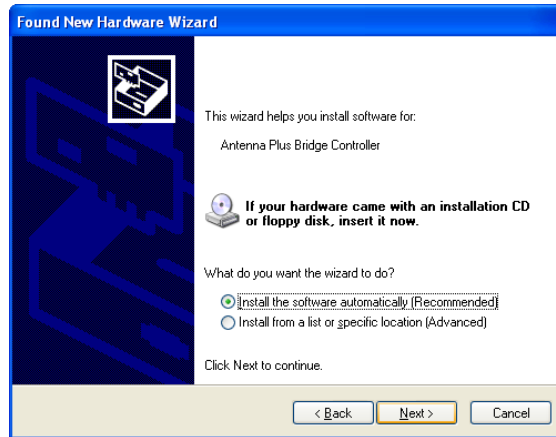 Found New Hardware Wizard
This wizard helps you install software for:
Antenna Plus Bridge Controller
If your hardware came with an installation CD
or floppy disk, insert it now.
What do you want the wizard to do?
Install the software automatically (Recommended)
Install from a list or specific location (Advanced)
Click Next to continue.
< Back Next > Cancel